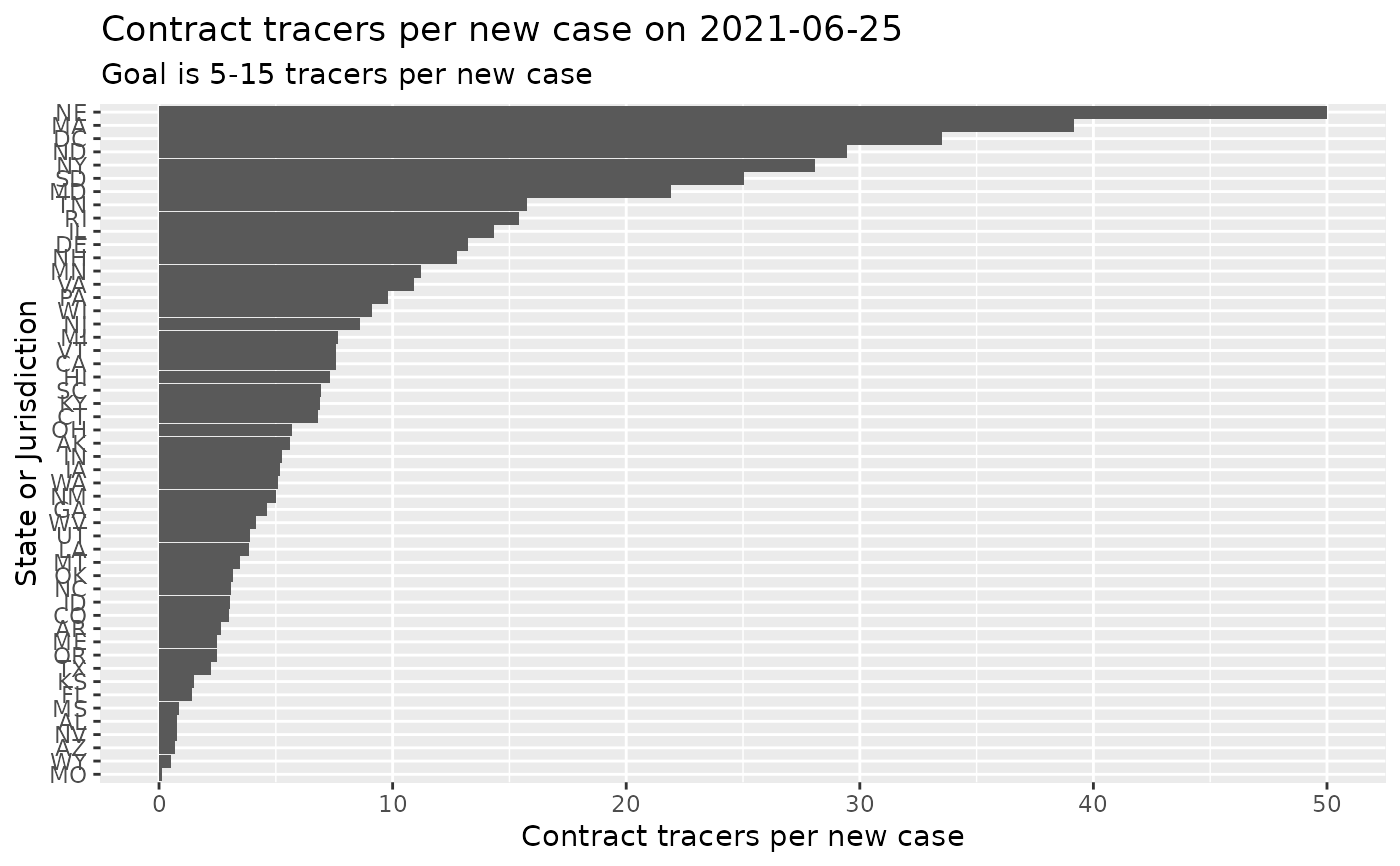 Contract tracers per new case on 2021-06-25
Goal is 5-15 tracers per new case
NE
MA
DC
ND
NY
SD
MD
TN
RI
IL
DE
NH
MN
VA
PA
WI
NJ
MI
VT
CA
HI
SC
KY
CT
OH
AK
IN
IA
WA
NM
GA
WV
UT
LA
MT
OK
NC
ID
CO
AR
ME
OR
TX
KS
FL
MS
AL
NV
AZ
WY
MO
State or Jurisdiction
0 10 20 30 40 50
Contract tracers per new case